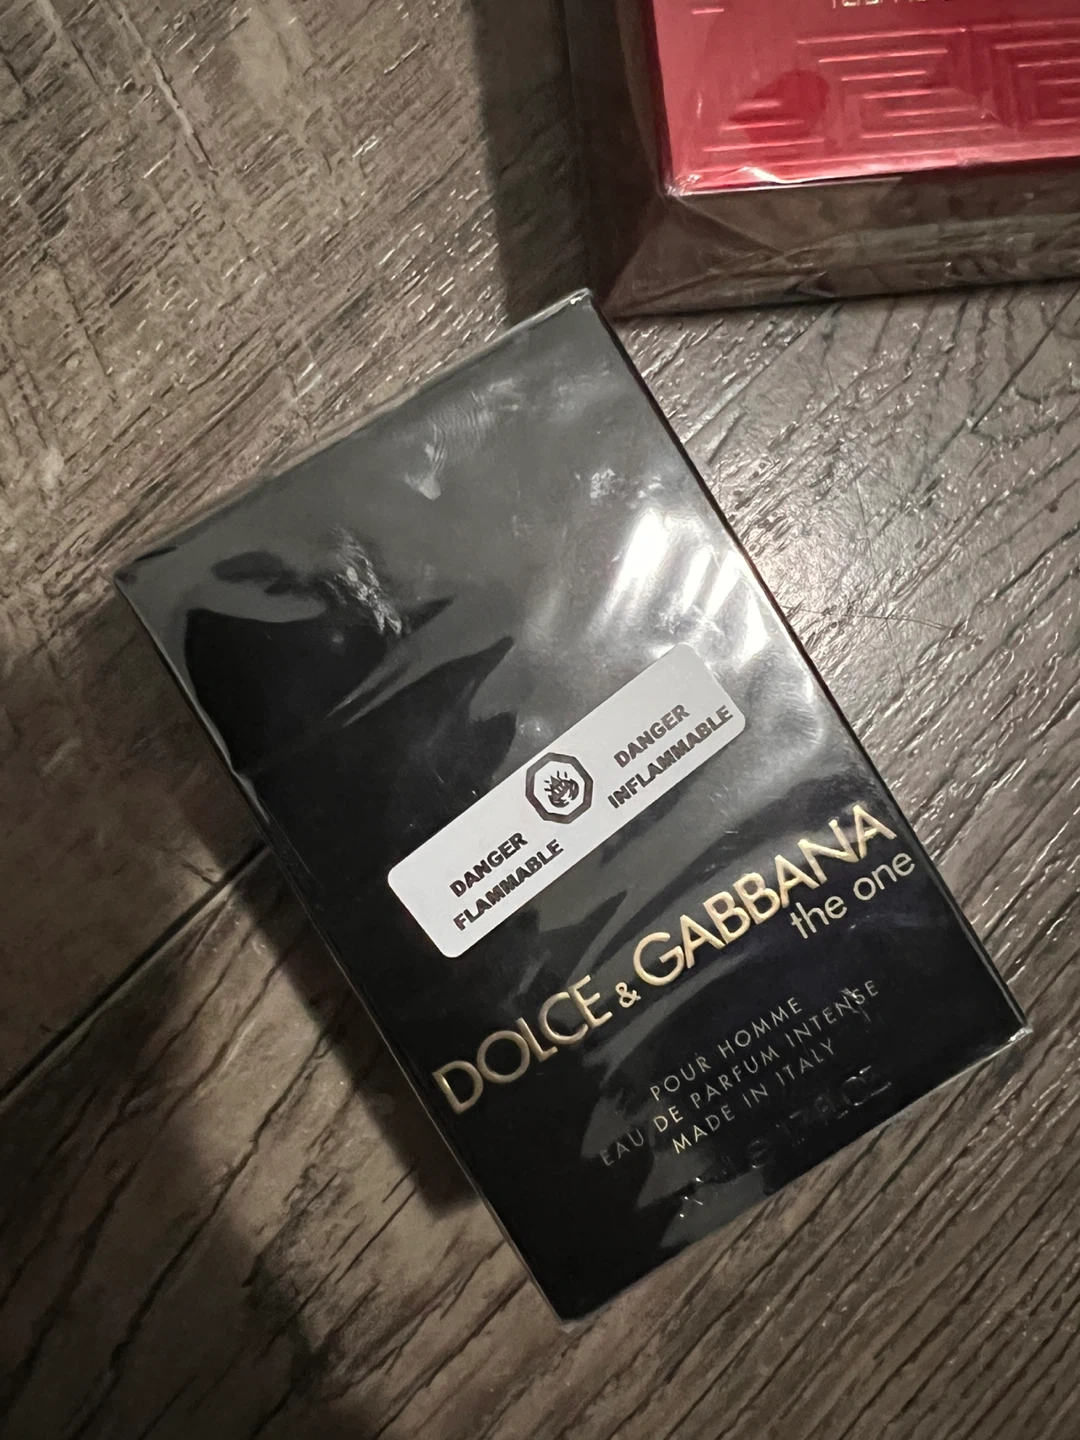 DANGER
FLAMMABLE
DANGER
INFLAMMABLE
DOLCE & GABBANA
the one
POUR HOMME
EAU DE PARFUM INTENSE
MADE IN ITALY